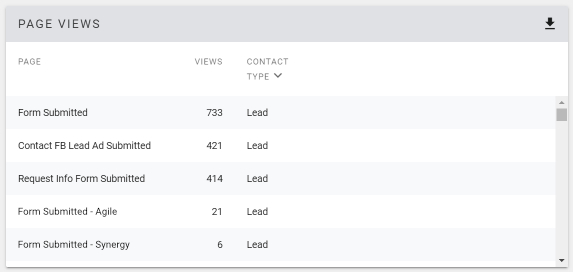 PAGE VIEWS
PAGE VIEWS CONTACT TYPE
Form Submitted 733 Lead
Contact FB Lead Ad Submitted 421 Lead
Request Info Form Submitted 414 Lead
Form Submitted - Agile 21 Lead
Form Submitted - Synergy 6 Lead